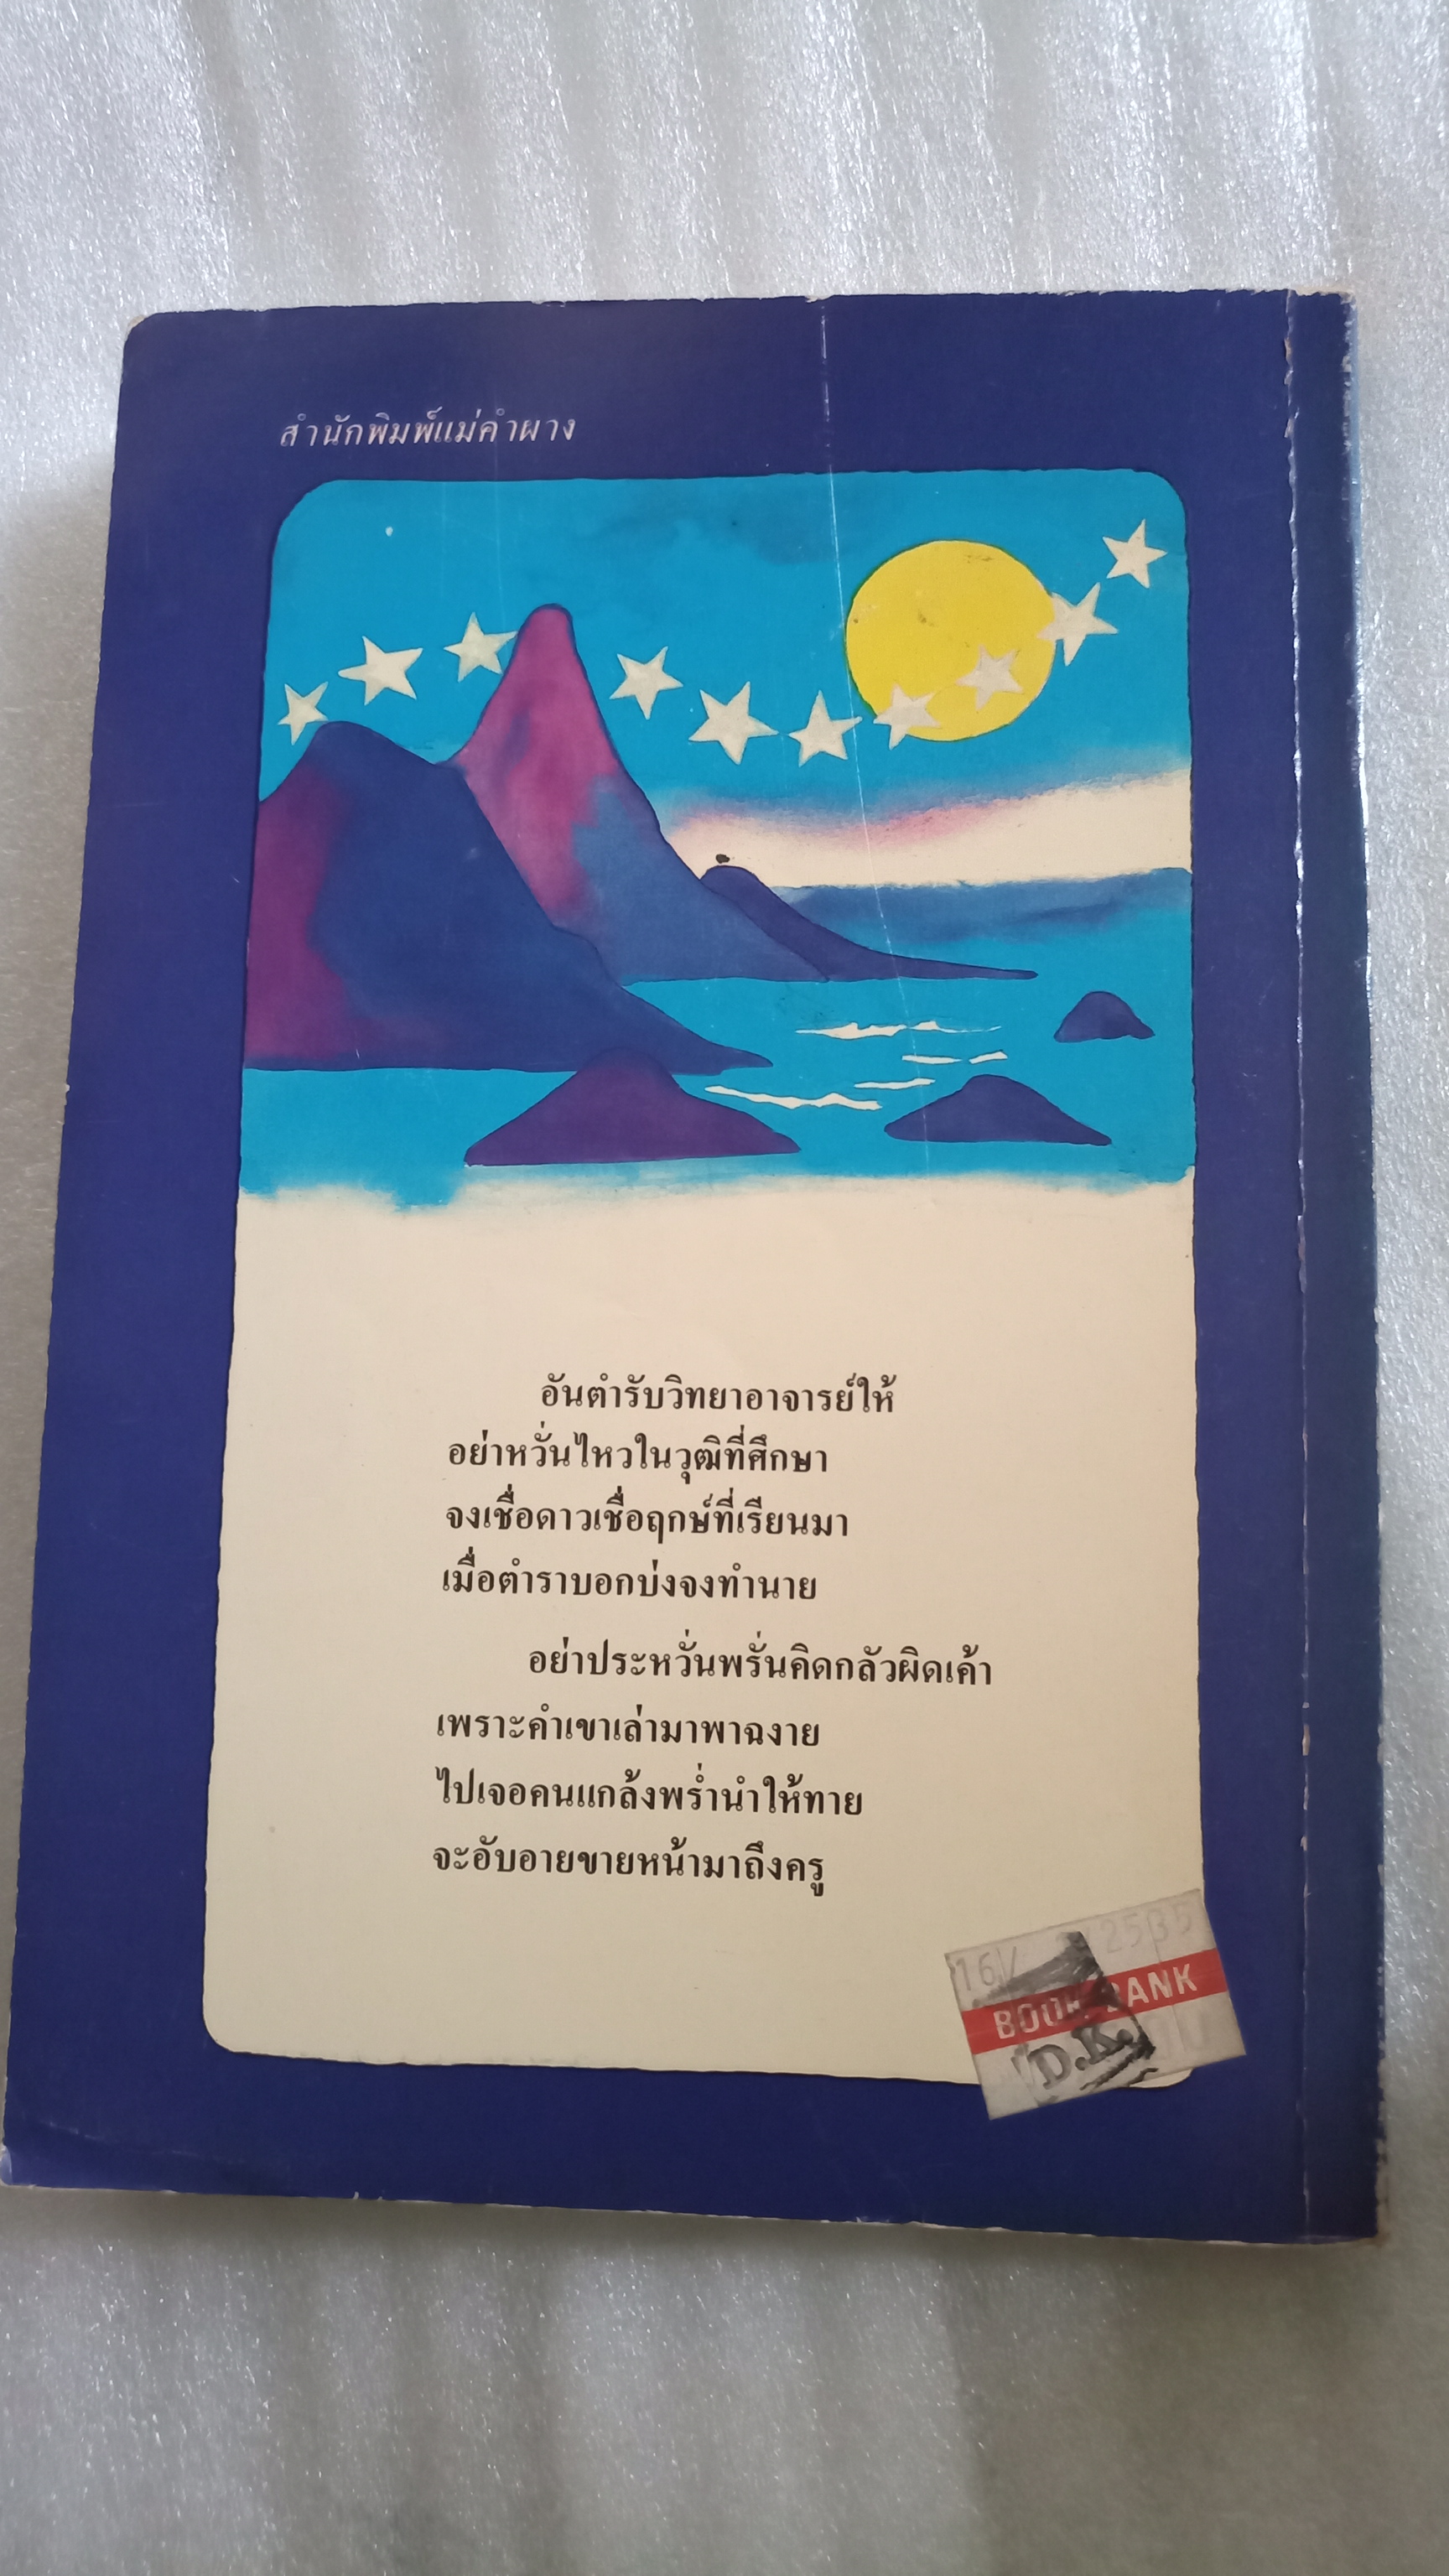 สำนักพิมพ์แม่คำผาง
อันตำรับวิทยาอาจารย์ให้
อย่าหวั่นไหวในวุฒิที่ศึกษา
จงเชื่อดาวเชื่อฤกษ์ที่เรียนมา
เมื่อตำราบอกบ่งจงทำนาย
อย่าประหวั่นพรั่นคิดกลัวผิดเค้า
เพราะคำเขาเล่ามาพาฉงาย
ไปเจอคนแกล้งพร่ำนำให้ทาย
จะอับอายขายหน้ามาถึงครู
16/ /2535
BOOK BANK
D.K.